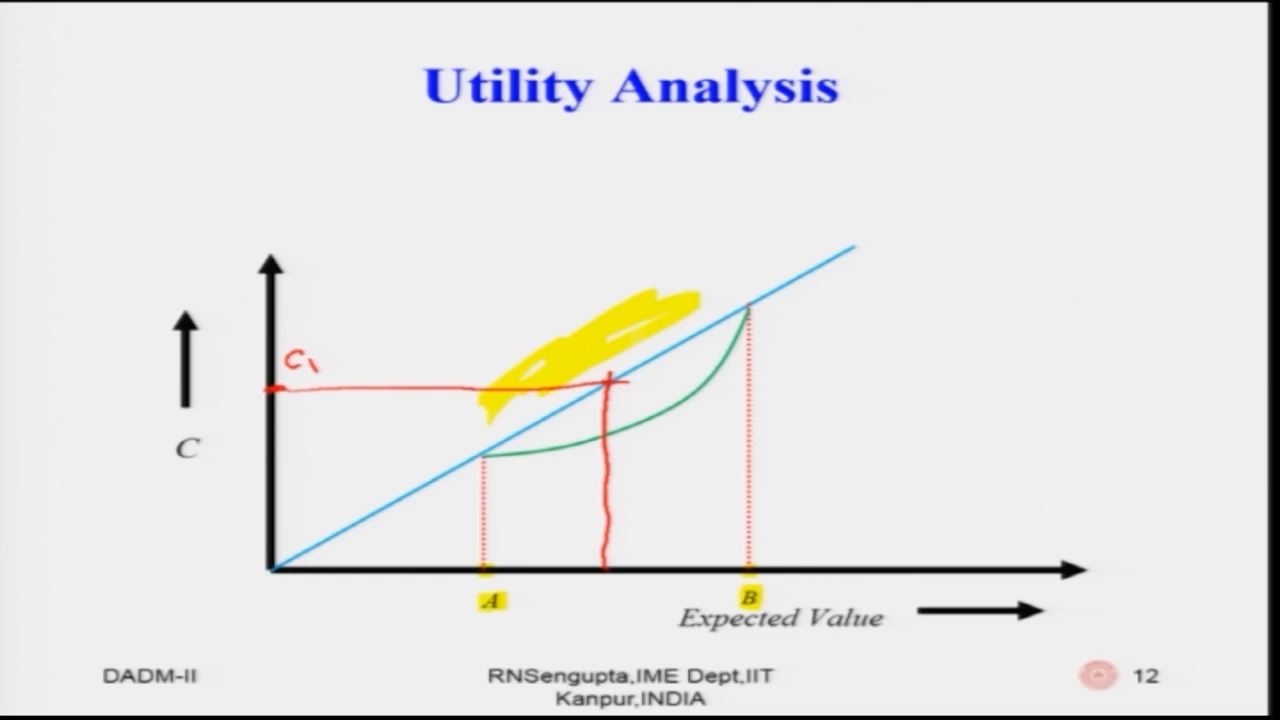 Utility Analysis
C₁
C
A
B
Expected Value
DADM-II
RNSengupta,IME Dept,IIT
Kanpur,INDIA
12